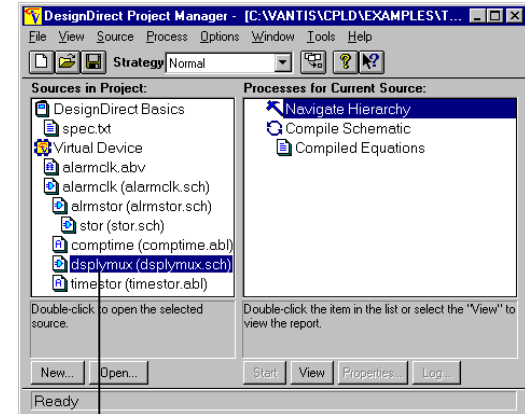 DesignDirect Project Manager - [C:\VANTIS\CPLD\EXAMPLES\T...
File View Source Process Options Window Tools Help
Strategy Normal
Sources in Project:
DesignDirect Basics
spec.txt
Virtual Device
alarmclk.abv
alarmclk (alarmclk.sch)
alrmstor (alrmstor.sch)
stor (stor.sch)
comptime (comptime.abl)
dsplymux (dsplymux.sch)
timestor (timestor.abl)
Double-click to open the selected
source.
New... Open...
Processes for Current Source:
Navigate Hierarchy
Compile Schematic
Compiled Equations
Double-click the item in the list or select the "View" to
view the report.
Start View Properties... Log...
Ready